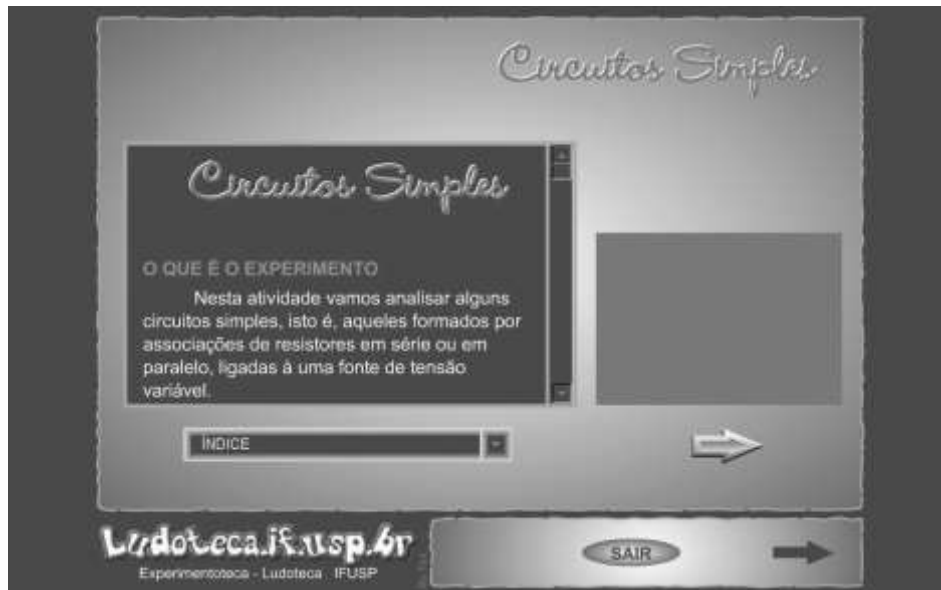 Circuitos Simples
Circuitos Simples
O QUE É O EXPERIMENTO
Nesta atividade vamos analisar alguns
circuitos simples, isto é, aqueles formados por
associações de resistores em série ou em
paralelo, ligadas à uma fonte de tensão
variável.
ÍNDICE
Ludoteca.if.usp.br
Experimentoteca - Ludoteca IFUSP
SAIR